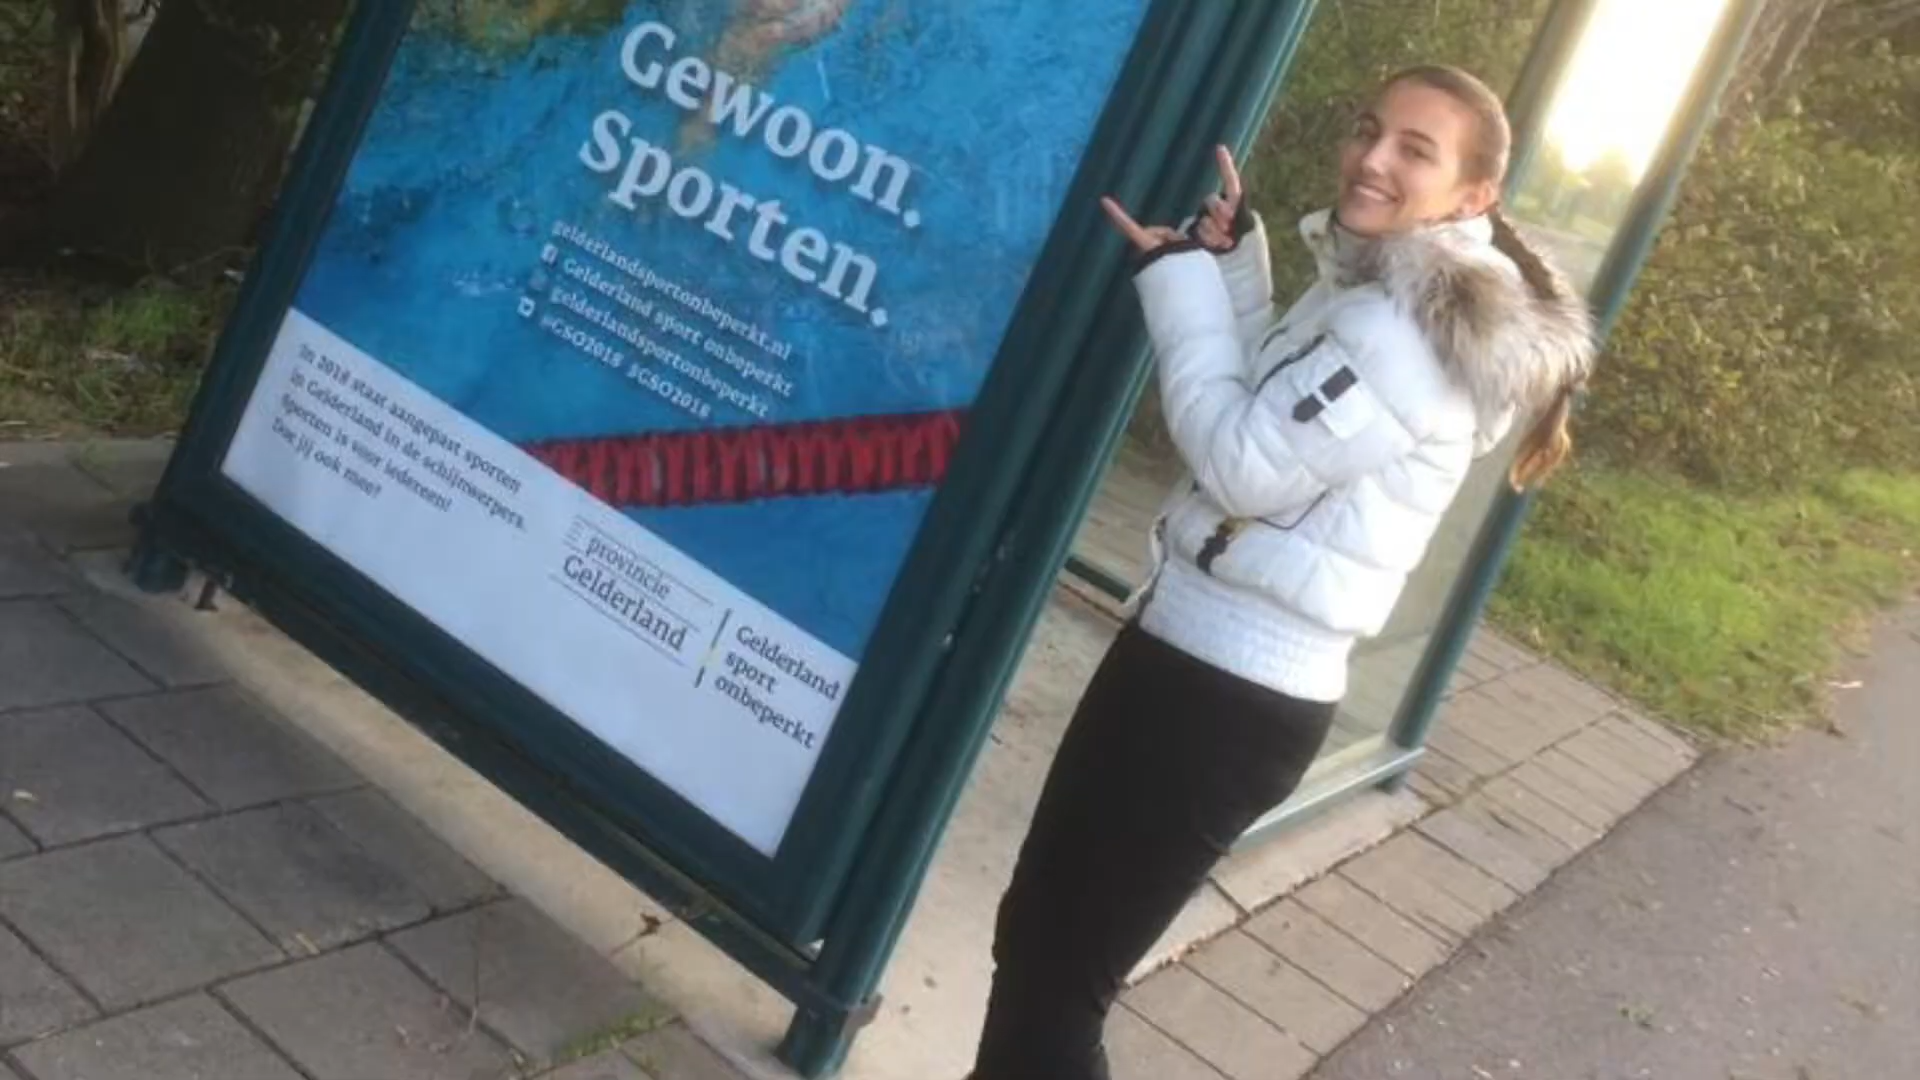 Gewoon.
Sporten.
gelderlandsportonbeperkt.nl
Gelderland sport onbeperkt
gelderlandsportonbeperkt
@GSO2018 #GSO2018
In 2018 staat aangepast sporten
in Gelderland in de schijnwerpers.
Sporten is voor iedereen!
Doe jij ook mee?
provincie
Gelderland
Gelderland
sport
onbeperkt